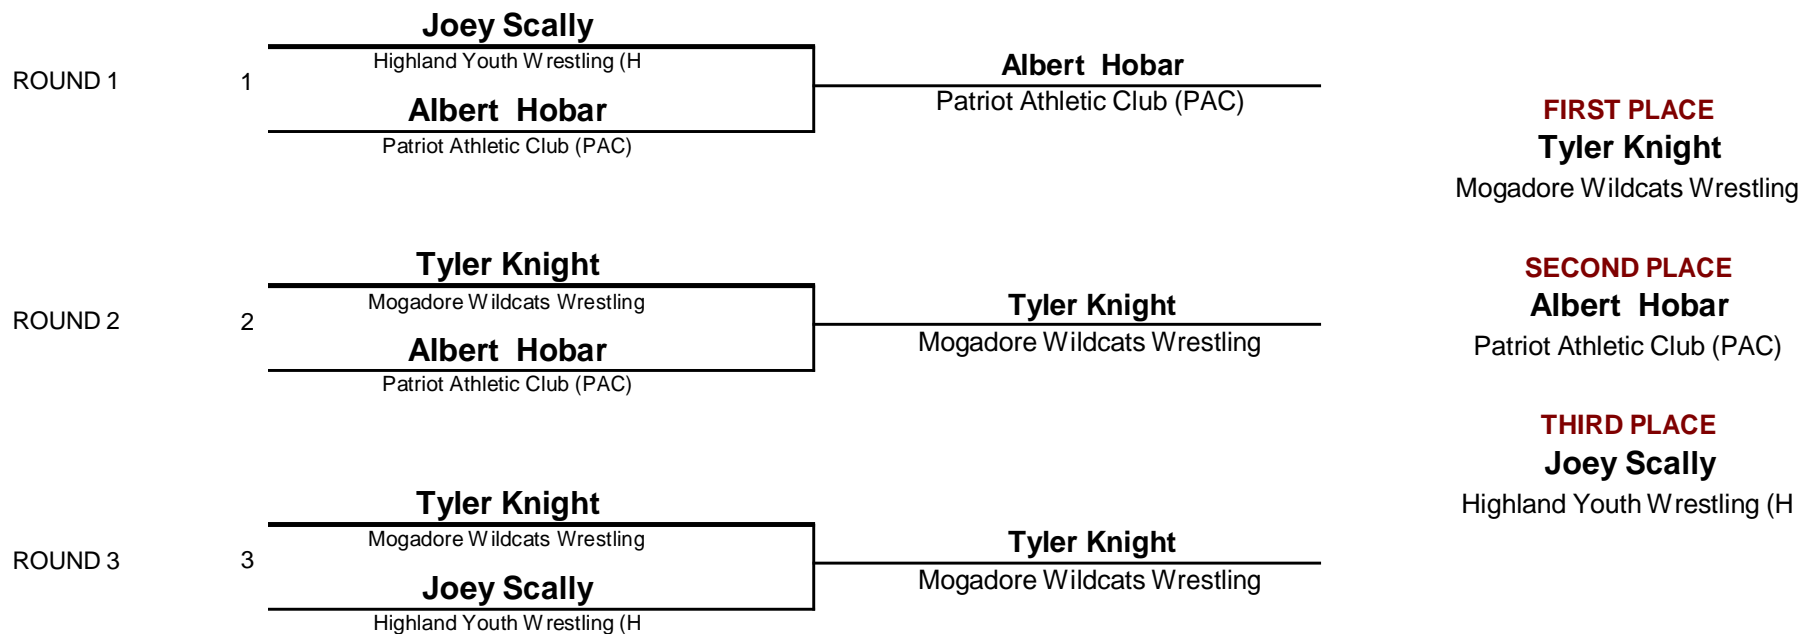 Joey Scally
Highland Youth Wrestling (H
ROUND 1
1
Albert Hobar
Patriot Athletic Club (PAC)
Albert Hobar
Patriot Athletic Club (PAC)
Tyler Knight
Mogadore Wildcats Wrestling
ROUND 2
2
Albert Hobar
Patriot Athletic Club (PAC)
Tyler Knight
Mogadore Wildcats Wrestling
Tyler Knight
Mogadore Wildcats Wrestling
ROUND 3
3
Joey Scally
Highland Youth Wrestling (H
Tyler Knight
Mogadore Wildcats Wrestling
FIRST PLACE
Tyler Knight
Mogadore Wildcats Wrestling
SECOND PLACE
Albert Hobar
Patriot Athletic Club (PAC)
THIRD PLACE
Joey Scally
Highland Youth Wrestling (H